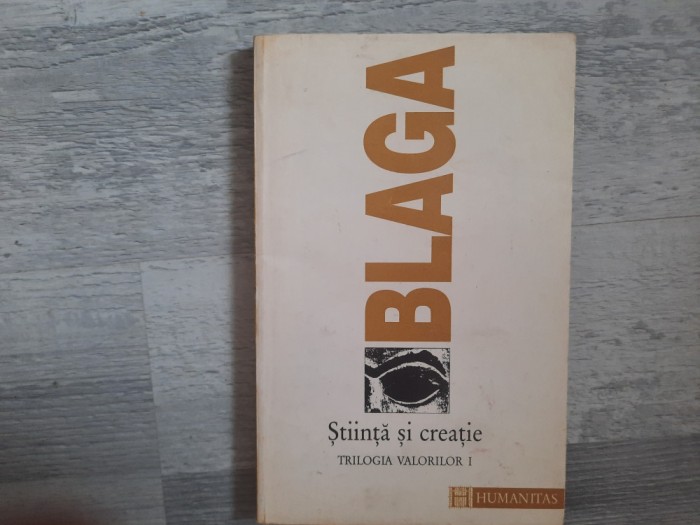 BLAGA
Știință și creație
TRILOGIA VALORILOR I
HUMANITAS